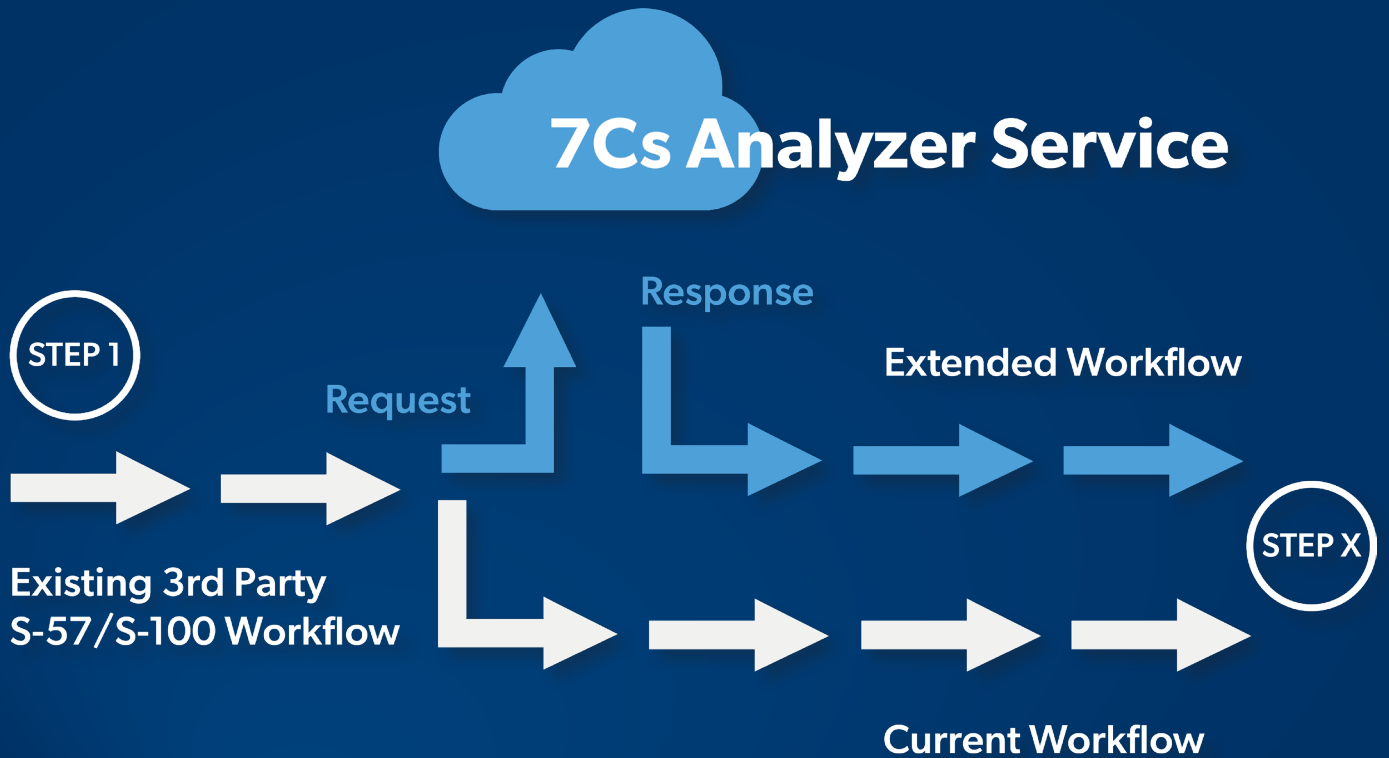 7Cs Analyzer Service
Response
STEP 1
Extended Workflow
Request
STEP X
Existing 3rd Party
S-57/S-100 Workflow
Current Workflow